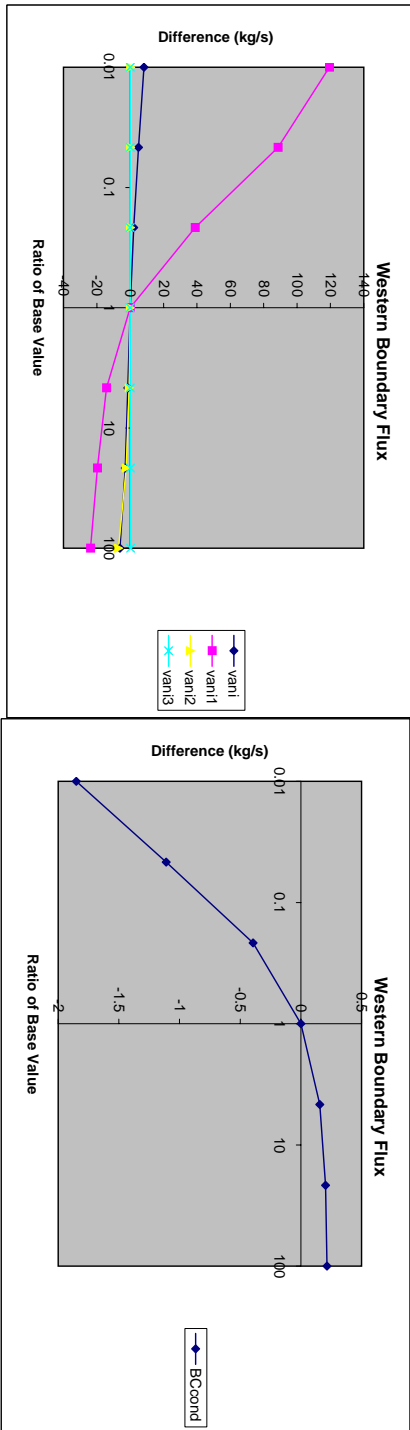 Western Boundary Flux
Difference (kg/s)
140
120
100
80
60
40
20
0
-20
-40
0.01
0.1
1
10
100
Ratio of Base Value
vani
vani1
vani2
vani3
Western Boundary Flux
Difference (kg/s)
0.5
0
-0.5
-1
-1.5
-2
0.01
0.1
1
10
100
Ratio of Base Value
BCcond